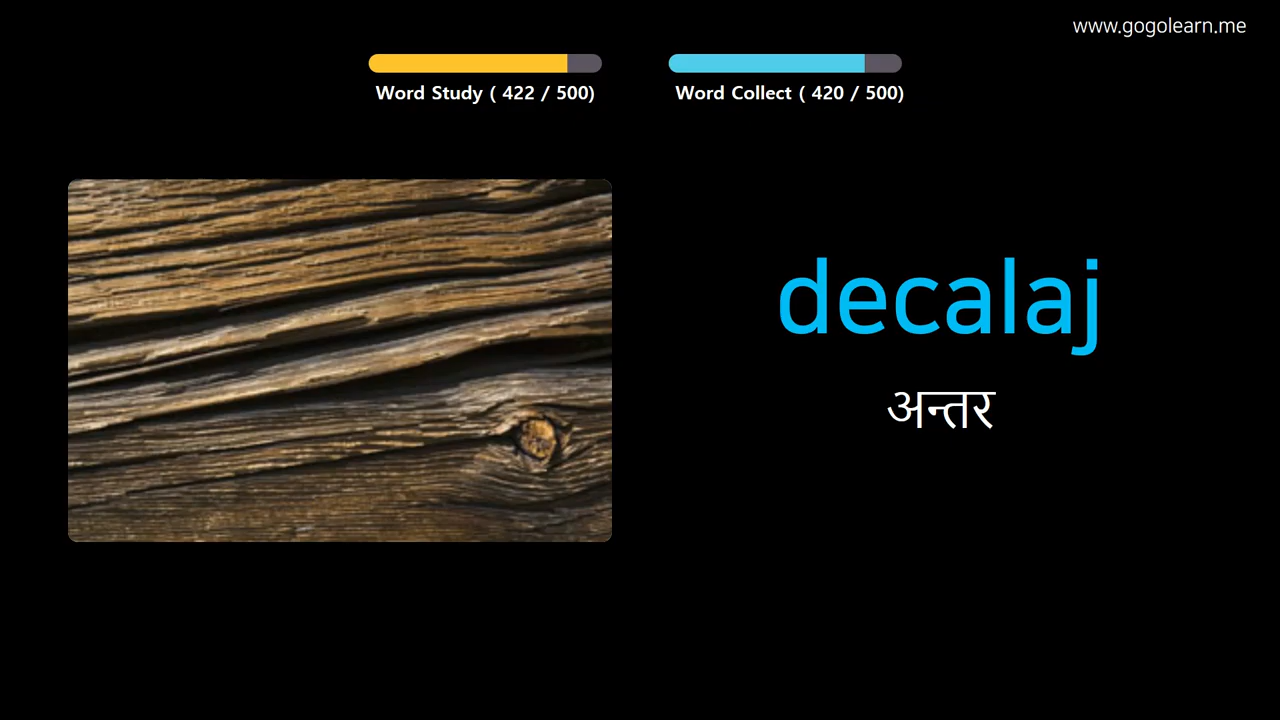 www.gogolearn.me
Word Study ( 422 / 500)
Word Collect ( 420 / 500)
decalaj
अन्तर